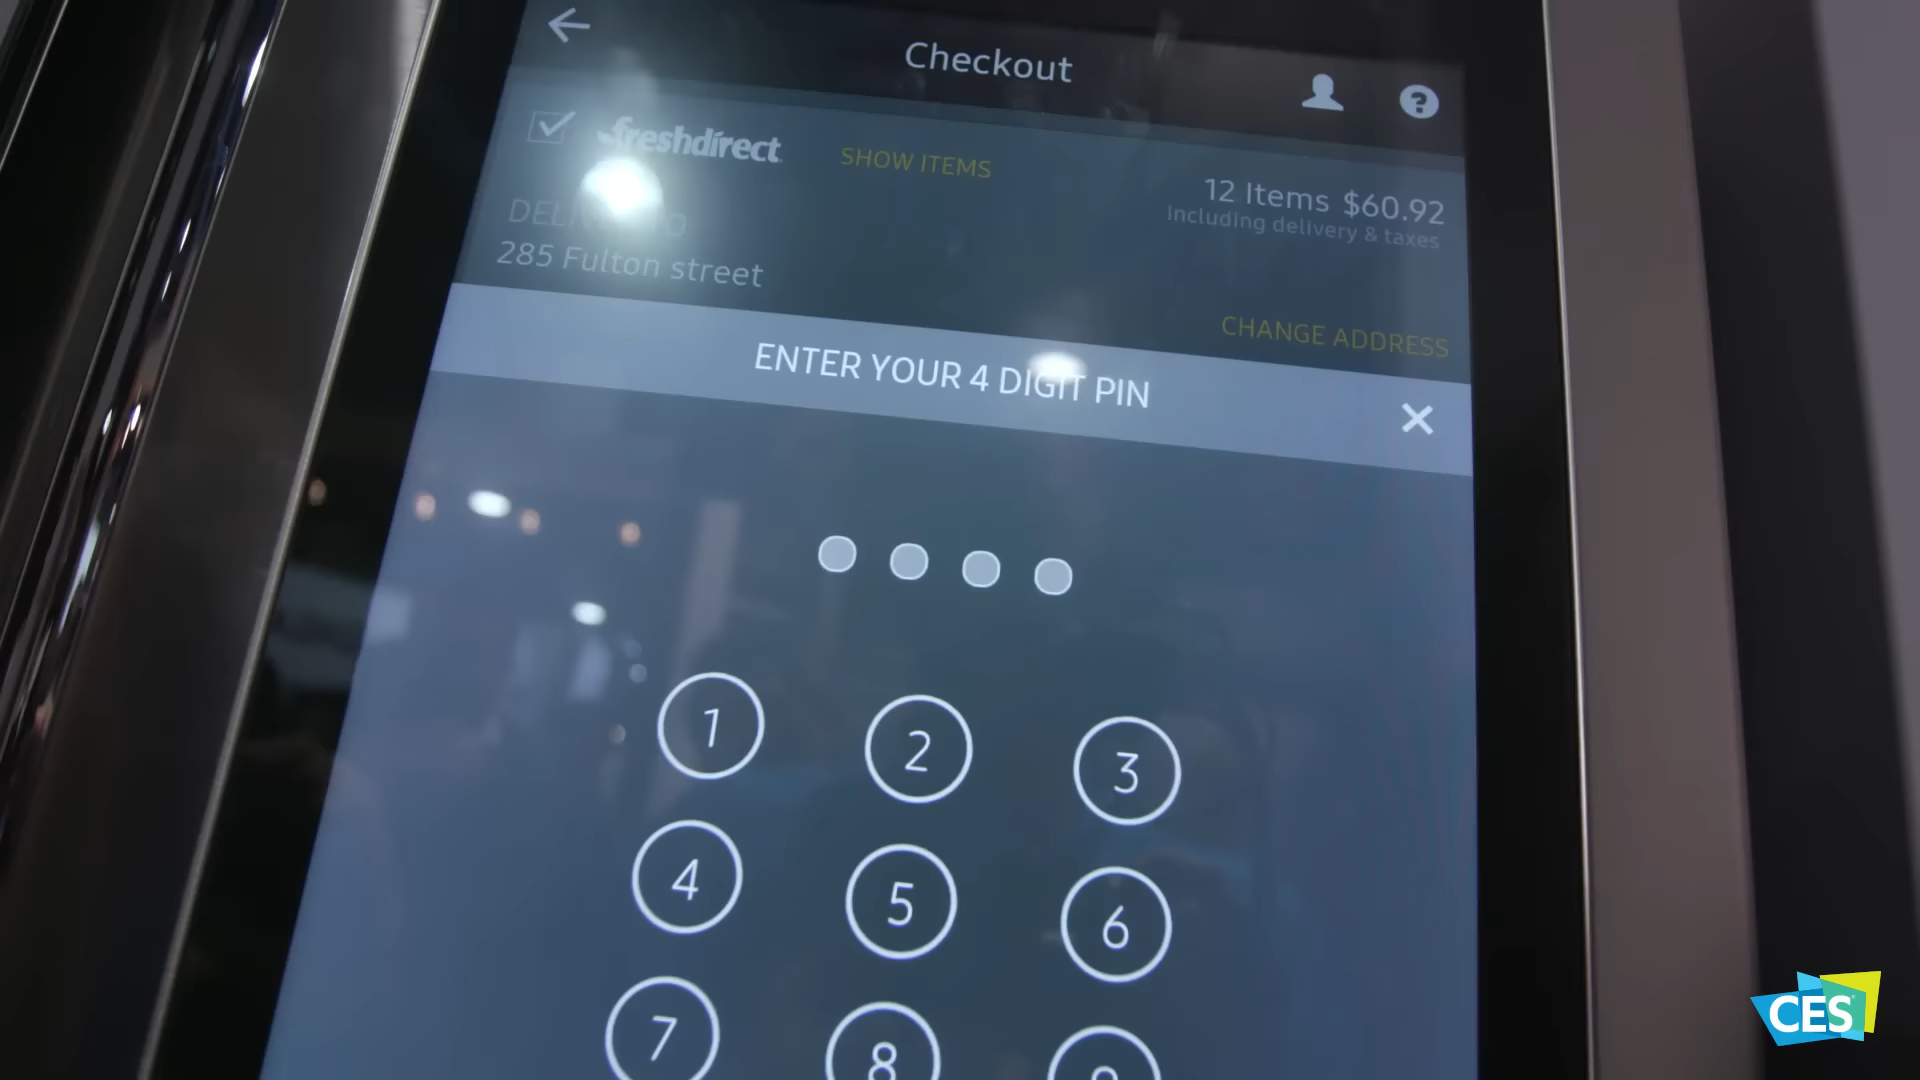 Checkout
freshdirect
SHOW ITEMS
12 Items $60.92
Including delivery & taxes
285 Fulton street
CHANGE ADDRESS
ENTER YOUR 4 DIGIT PIN
1 2 3
4 5 6
7 8 9
CES